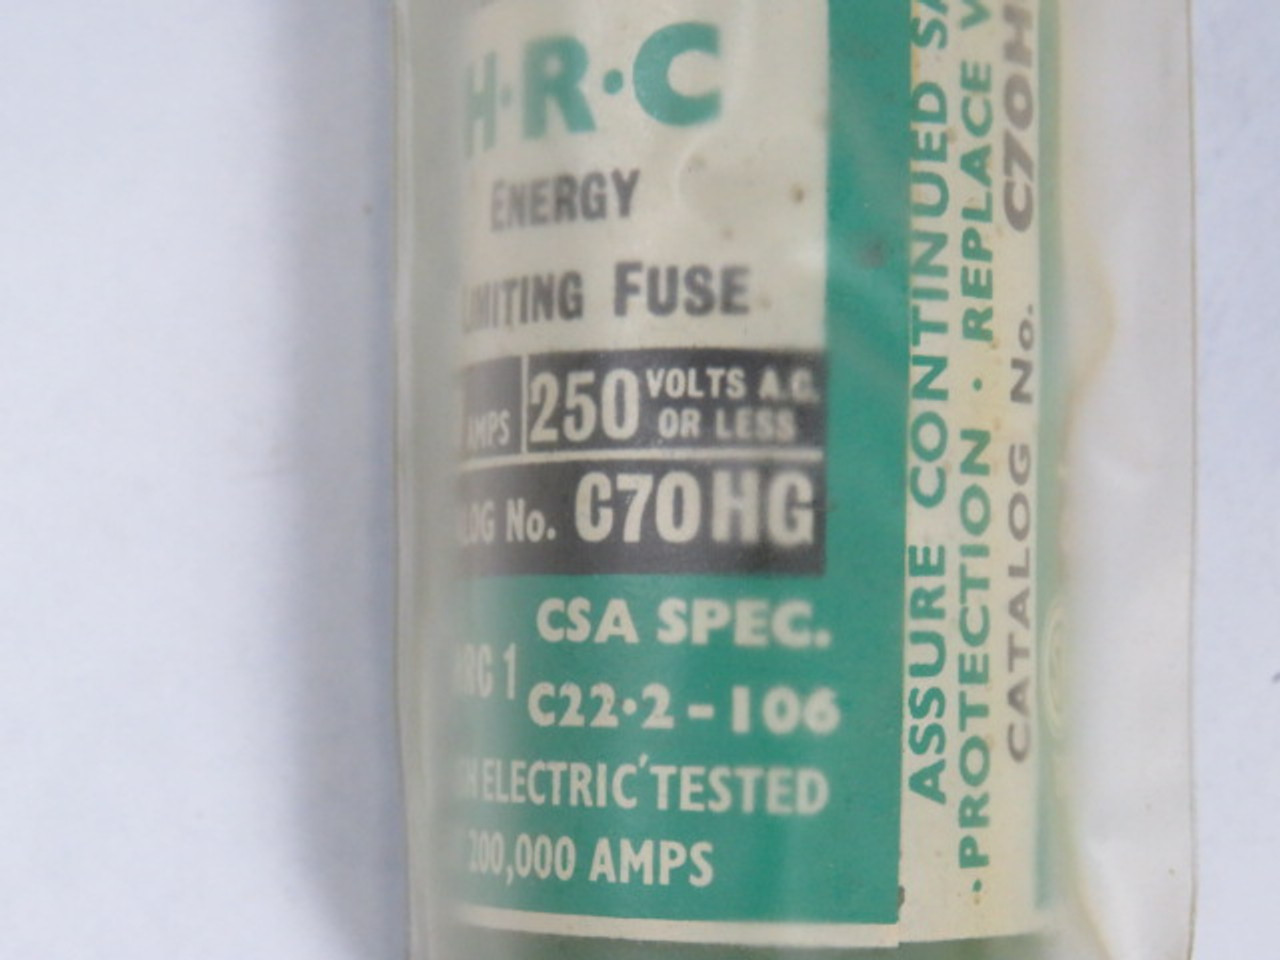 H·R·C
ENERGY
LIMITING FUSE
AMPS 250 VOLTS A.C.
OR LESS
No. C70HG
CSA SPEC.
C22·2-106
ELECTRIC TESTED
200,000 AMPS
ASSURE CONTINUED
·PROTECTION · REPLACE
CATALOG No.